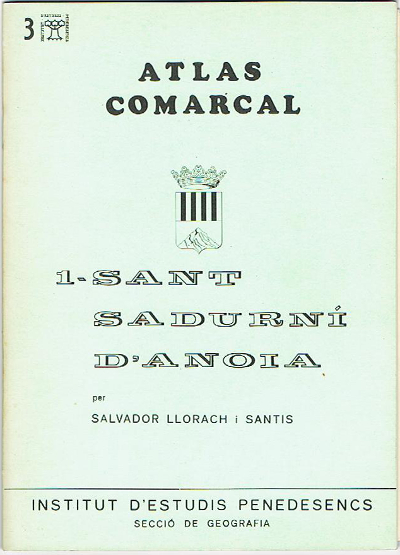 3
ATLAS
COMARCAL
1-SANT
SADURNÍ
D'ANOIA
per
SALVADOR LLORACH i SANTIS
INSTITUT D'ESTUDIS PENEDESENCS
SECCIÓ DE GEOGRAFIA